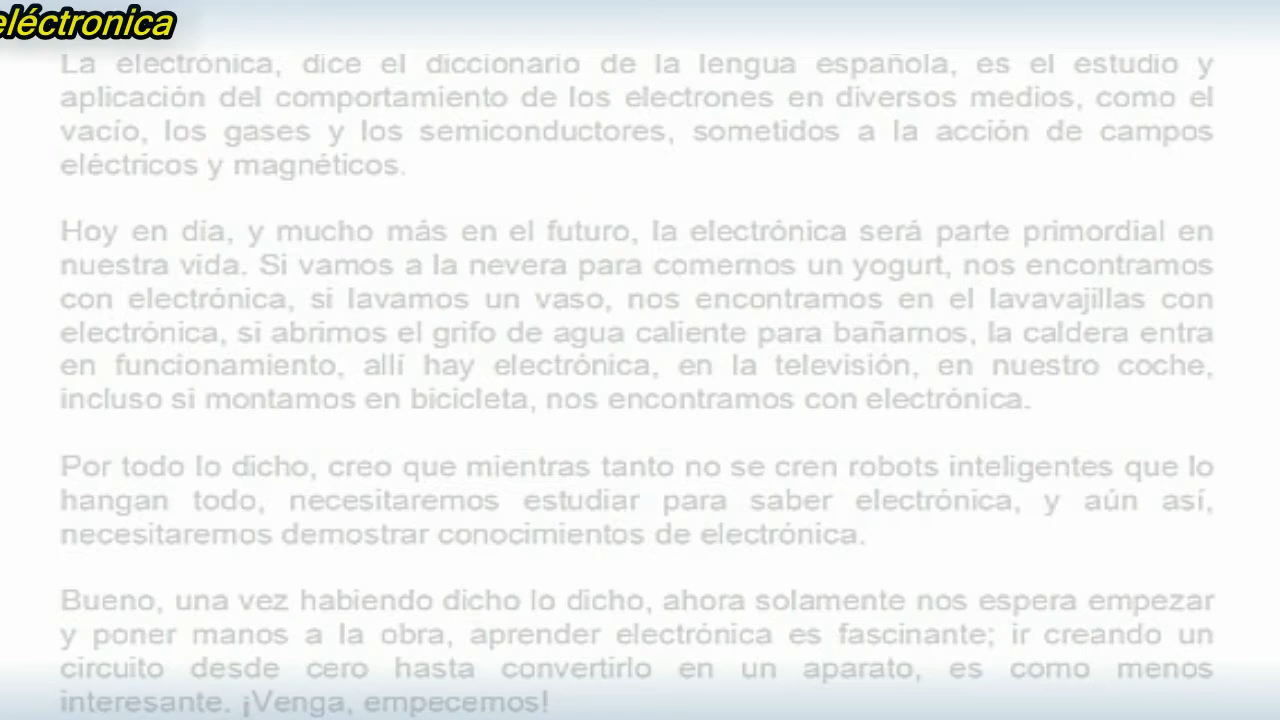 eléctronica
La electrónica, dice el diccionario de la lengua española, es el estudio y
aplicación del comportamiento de los electrones en diversos medios, como el
vacío, los gases y los semiconductores, sometidos a la acción de campos
eléctricos y magnéticos.
Hoy en día, y mucho más en el futuro, la electrónica será parte primordial en
nuestra vida. Si vamos a la nevera para comernos un yogurt, nos encontramos
con electrónica, si lavamos un vaso, nos encontramos en el lavavajillas con
electrónica, si abrimos el grifo de agua caliente para bañarnos, la caldera entra
en funcionamiento, allí hay electrónica, en la televisión, en nuestro coche,
incluso si montamos en bicicleta, nos encontramos con electrónica.
Por todo lo dicho, creo que mientras tanto no se cren robots inteligentes que lo
hangan todo, necesitaremos estudiar para saber electrónica, y aún así,
necesitaremos demostrar conocimientos de electrónica.
Bueno, una vez habiendo dicho lo dicho, ahora solamente nos espera empezar
y poner manos a la obra, aprender electrónica es fascinante; ir creando un
circuito desde cero hasta convertirlo en un aparato, es como menos
interesante. ¡Venga, empecemos!